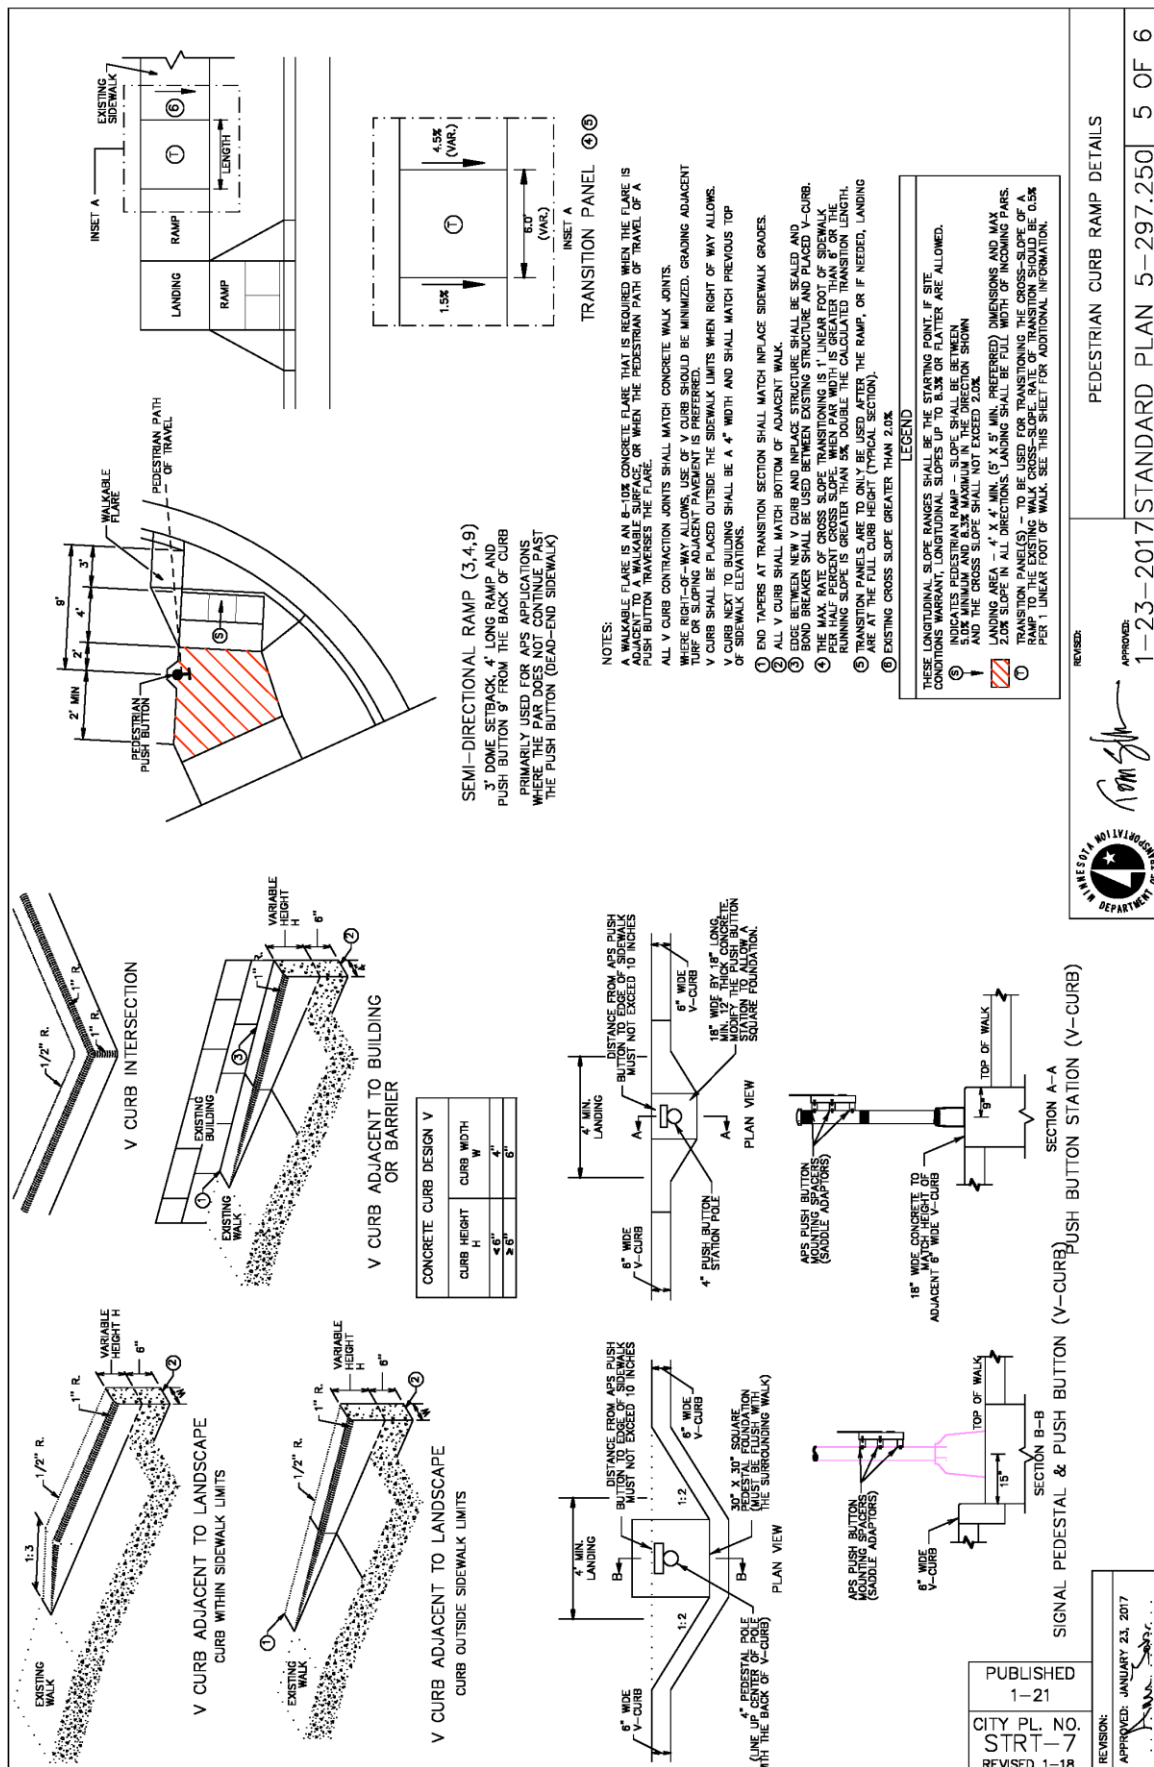 EXISTING
WALK
1:3
1/2" R.
1" R.
VARIABLE
HEIGHT H
6"
W
②
V CURB ADJACENT TO LANDSCAPE
CURB WITHIN SIDEWALK LIMITS
1/2" R.
1" R.
1" R.
V CURB INTERSECTION
①
EXISTING
WALK
1/2" R.
1" R.
VARIABLE
HEIGHT
H
6"
W
②
V CURB ADJACENT TO LANDSCAPE
CURB OUTSIDE SIDEWALK LIMITS
①
EXISTING
WALK
EXISTING
BUILDING
③
1" R.
VARIABLE
HEIGHT
H
6"
②
V CURB ADJACENT TO BUILDING
OR BARRIER
CONCRETE CURB DESIGN V
CURB HEIGHT
H
CURB WIDTH
W
<6" 4"
≥6" 6"
6" WIDE
V-CURB
4' MIN.
LANDING
DISTANCE FROM APS PUSH
BUTTON TO EDGE OF SIDEWALK
MUST NOT EXCEED 10 INCHES
B
B
1:2
1:2
6" WIDE
V-CURB
4" PEDESTAL POLE
(LINE UP CENTER OF POLE
WITH THE BACK OF V-CURB)
30" X 30" SQUARE
PEDESTAL FOUNDATION
(MUST BE FLUSH WITH
THE SURROUNDING WALK)
PLAN VIEW
APS PUSH BUTTON
MOUNTING SPACERS
(SADDLE ADAPTORS)
6" WIDE
V-CURB
15"
TOP OF WALK
SECTION B-B
SIGNAL PEDESTAL & PUSH BUTTON (V-CURB)
6" WIDE
V-CURB
4' MIN.
LANDING
DISTANCE FROM APS PUSH
BUTTON TO EDGE OF SIDEWALK
MUST NOT EXCEED 10 INCHES
A
A
6" WIDE
V-CURB
4" PUSH BUTTON
STATION POLE
18" WIDE BY 18" LONG,
MIN. 12" THICK CONCRETE.
MODIFY THE PUSH BUTTON
STATION TO ALLOW A
SQUARE FOUNDATION.
PLAN VIEW
APS PUSH BUTTON
MOUNTING SPACERS
(SADDLE ADAPTORS)
18" WIDE CONCRETE TO
MATCH HEIGHT OF
ADJACENT 6" WIDE V-CURB
9"
TOP OF WALK
SECTION A-A
PUSH BUTTON STATION (V-CURB)
9'
2' MIN
2'
4'
3'
PEDESTRIAN
PUSH BUTTON
WALKABLE
FLARE
PEDESTRIAN PATH
OF TRAVEL
S
SEMI-DIRECTIONAL RAMP (3,4,9)
3' DOME SETBACK, 4' LONG RAMP AND
PUSH BUTTON 9' FROM THE BACK OF CURB
PRIMARILY USED FOR APS APPLICATIONS
WHERE THE PAR DOES NOT CONTINUE PAST
THE PUSH BUTTON (DEAD-END SIDEWALK)
INSET A
EXISTING
SIDEWALK
LANDING
RAMP
RAMP
T
⑥
LENGTH
1.5%
T
4.5%
(VAR.)
6.0'
(VAR.)
INSET A
TRANSITION PANEL ④⑤
NOTES:
A WALKABLE FLARE IS AN 8-10% CONCRETE FLARE THAT IS REQUIRED WHEN THE FLARE IS
ADJACENT TO A WALKABLE SURFACE, OR WHEN THE PEDESTRIAN PATH OF TRAVEL OF A
PUSH BUTTON TRAVERSES THE FLARE.
ALL V CURB CONTRACTION JOINTS SHALL MATCH CONCRETE WALK JOINTS.
WHERE RIGHT-OF-WAY ALLOWS, USE OF V CURB SHOULD BE MINIMIZED. GRADING ADJACENT
TURF OR SLOPING ADJACENT PAVEMENT IS PREFERRED.
V CURB SHALL BE PLACED OUTSIDE THE SIDEWALK LIMITS WHEN RIGHT OF WAY ALLOWS.
V CURB NEXT TO BUILDING SHALL BE A 4" WIDTH AND SHALL MATCH PREVIOUS TOP
OF SIDEWALK ELEVATIONS.
① END TAPERS AT TRANSITION SECTION SHALL MATCH INPLACE SIDEWALK GRADES.
② ALL V CURB SHALL MATCH BOTTOM OF ADJACENT WALK.
③ EDGE BETWEEN NEW V CURB AND INPLACE STRUCTURE SHALL BE SEALED AND
BOND BREAKER SHALL BE USED BETWEEN EXISTING STRUCTURE AND PLACED V-CURB.
④ THE MAX. RATE OF CROSS SLOPE TRANSITIONING IS 1' LINEAR FOOT OF SIDEWALK
PER HALF PERCENT CROSS SLOPE. WHEN PAR WIDTH IS GREATER THAN 6' OR THE
RUNNING SLOPE IS GREATER THAN 5%, DOUBLE THE CALCULATED TRANSITION LENGTH.
⑤ TRANSITION PANELS ARE TO ONLY BE USED AFTER THE RAMP, OR IF NEEDED, LANDING
ARE AT THE FULL CURB HEIGHT (TYPICAL SECTION).
⑥ EXISTING CROSS SLOPE GREATER THAN 2.0%
LEGEND
THESE LONGITUDINAL SLOPE RANGES SHALL BE THE STARTING POINT. IF SITE
CONDITIONS WARRANT, LONGITUDINAL SLOPES UP TO 8.3% OR FLATTER ARE ALLOWED.
S INDICATES PEDESTRIAN RAMP - SLOPE SHALL BE BETWEEN
5.0% MINIMUM AND 8.3% MAXIMUM IN THE DIRECTION SHOWN
AND THE CROSS SLOPE SHALL NOT EXCEED 2.0%
LANDING AREA - 4' X 4' MIN. (5' X 5' MIN. PREFERRED) DIMENSIONS AND MAX
2.0% SLOPE IN ALL DIRECTIONS. LANDING SHALL BE FULL WIDTH OF INCOMING PARS.
T TRANSITION PANEL(S) - TO BE USED FOR TRANSITIONING THE CROSS-SLOPE OF A
RAMP TO THE EXISTING WALK CROSS-SLOPE. RATE OF TRANSITION SHOULD BE 0.5%
PER 1 LINEAR FOOT OF WALK. SEE THIS SHEET FOR ADDITIONAL INFORMATION.
MINNESOTA
DEPARTMENT OF TRANSPORTATION
REVISED:
APPROVED:
1-23-2017
PEDESTRIAN CURB RAMP DETAILS
STANDARD PLAN 5-297.250
5 OF 6
PUBLISHED
1-21
CITY PL. NO.
STRT-7
REVISED 1-18
REVISION:
APPROVED: JANUARY 23, 2017